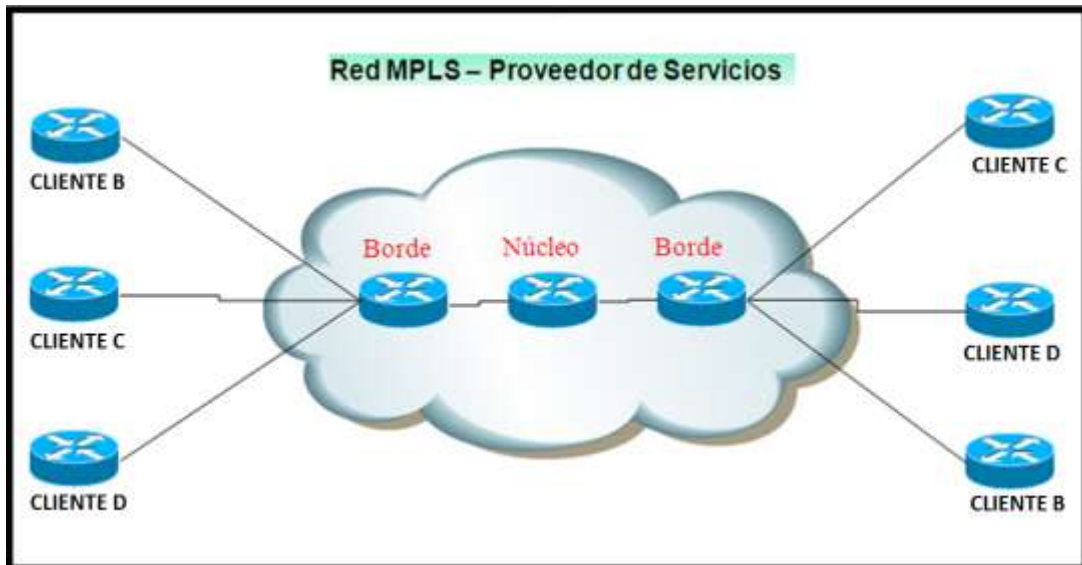 Red MPLS – Proveedor de Servicios
CLIENTE B
CLIENTE C
Borde
Núcleo
Borde
CLIENTE C
CLIENTE D
CLIENTE D
CLIENTE B